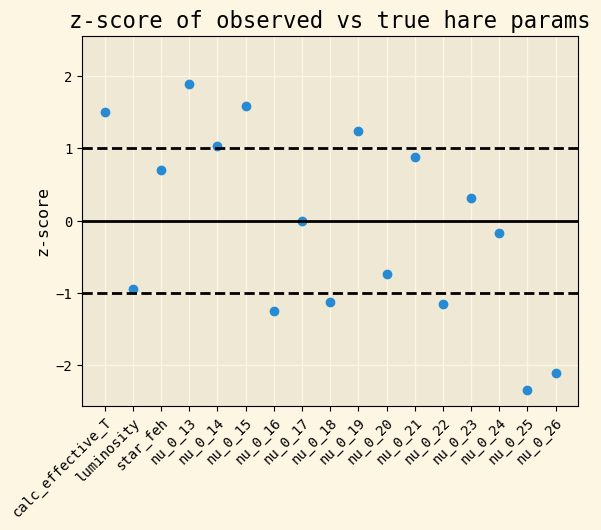 z-score of observed vs true hare params
z-score
2
1
0
−1
−2
calc_effective_T
luminosity
star_feh
nu_0_13
nu_0_14
nu_0_15
nu_0_16
nu_0_17
nu_0_18
nu_0_19
nu_0_20
nu_0_21
nu_0_22
nu_0_23
nu_0_24
nu_0_25
nu_0_26